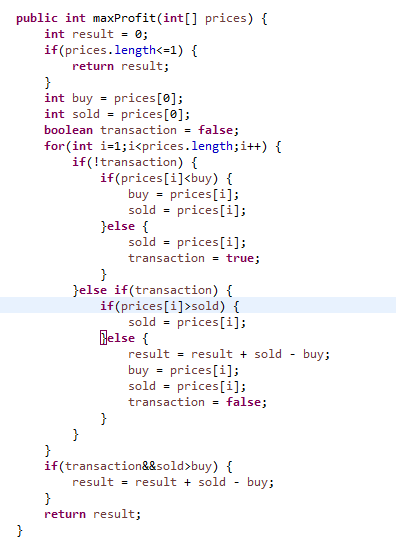 public int maxProfit(int[] prices) {
    int result = 0;
    if(prices.length<=1) {
        return result;
    }
    int buy = prices[0];
    int sold = prices[0];
    boolean transaction = false;
    for(int i=1;i<prices.length;i++) {
        if(!transaction) {
            if(prices[i]<buy) {
                buy = prices[i];
                sold = prices[i];
            }else {
                sold = prices[i];
                transaction = true;
            }
        }else if(transaction) {
            if(prices[i]>sold) {
                sold = prices[i];
            }else {
                result = result + sold - buy;
                buy = prices[i];
                sold = prices[i];
                transaction = false;
            }
        }
    }
    if(transaction&&sold>buy) {
        result = result + sold - buy;
    }
    return result;
}